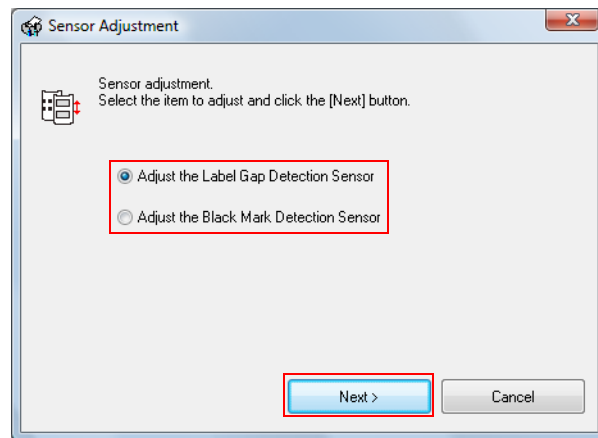 Sensor Adjustment
Sensor adjustment.
Select the item to adjust and click the [Next] button.
Adjust the Label Gap Detection Sensor
Adjust the Black Mark Detection Sensor
Next >
Cancel